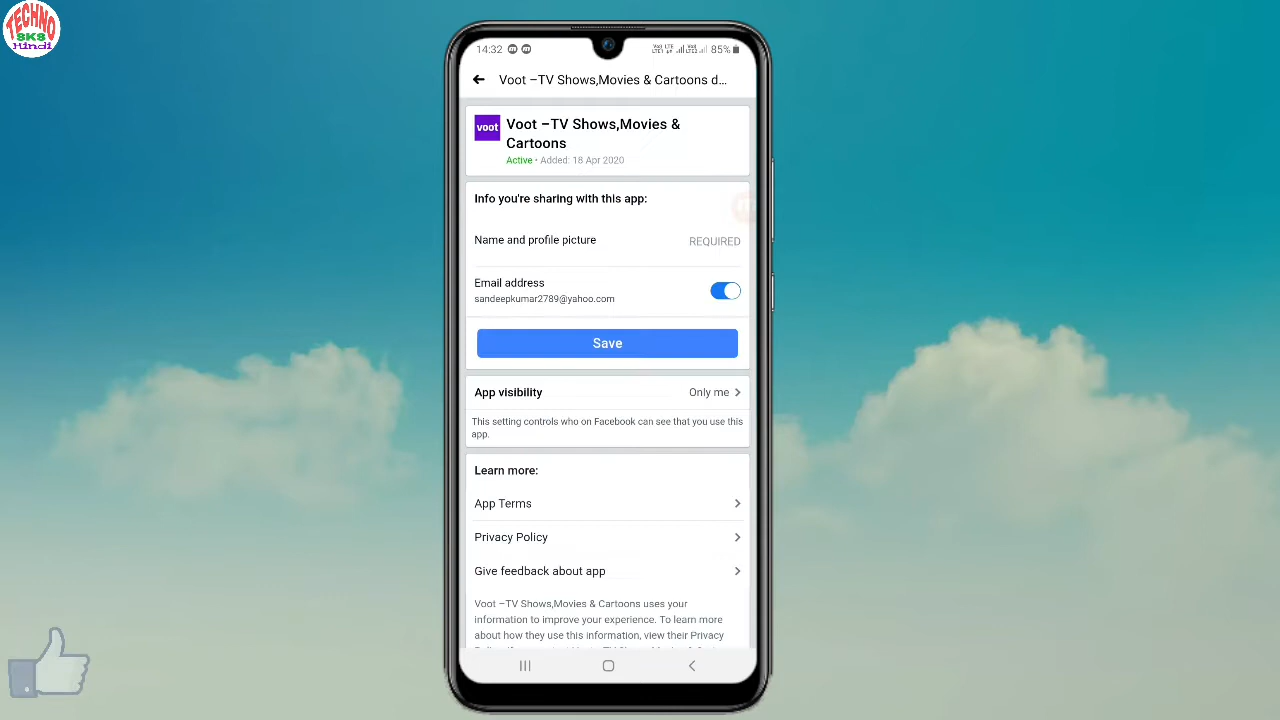 TECHNO
SKS
Hindi
14:32
85%
Voot –TV Shows,Movies & Cartoons d...
voot
Voot –TV Shows,Movies &
Cartoons
Active • Added: 18 Apr 2020
Info you're sharing with this app:
Name and profile picture
REQUIRED
Email address
sandeepkumar2789@yahoo.com
Save
App visibility
Only me
This setting controls who on Facebook can see that you use this
app.
Learn more:
App Terms
Privacy Policy
Give feedback about app
Voot –TV Shows,Movies & Cartoons uses your
information to improve your experience. To learn more
about how they use this information, view their Privacy